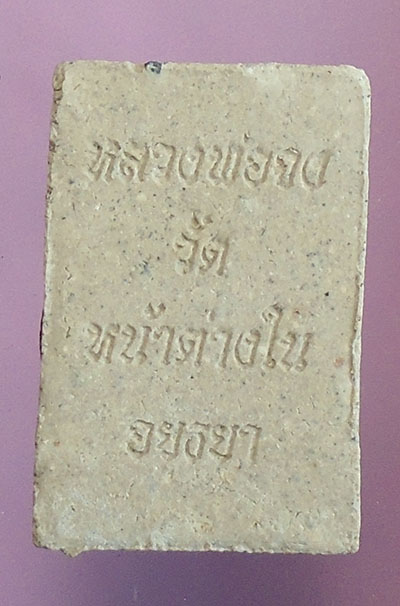 หลวงพ่อจง
วัด
หน้าต่างใน
อยุธยา